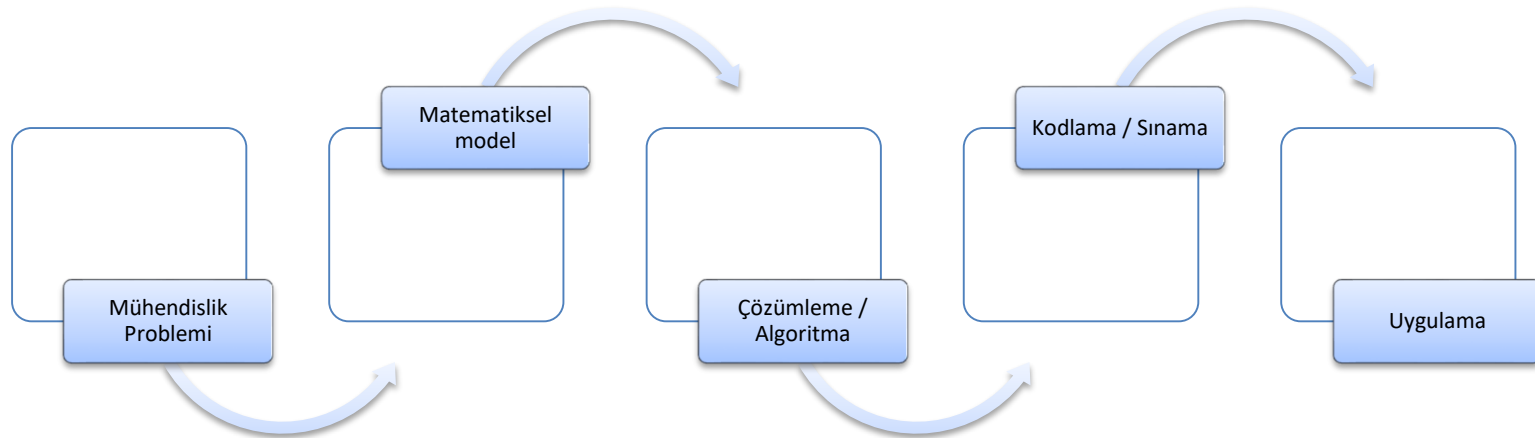 Mühendislik
Problemi
Matematiksel
model
Çözümleme /
Algoritma
Kodlama / Sınama
Uygulama